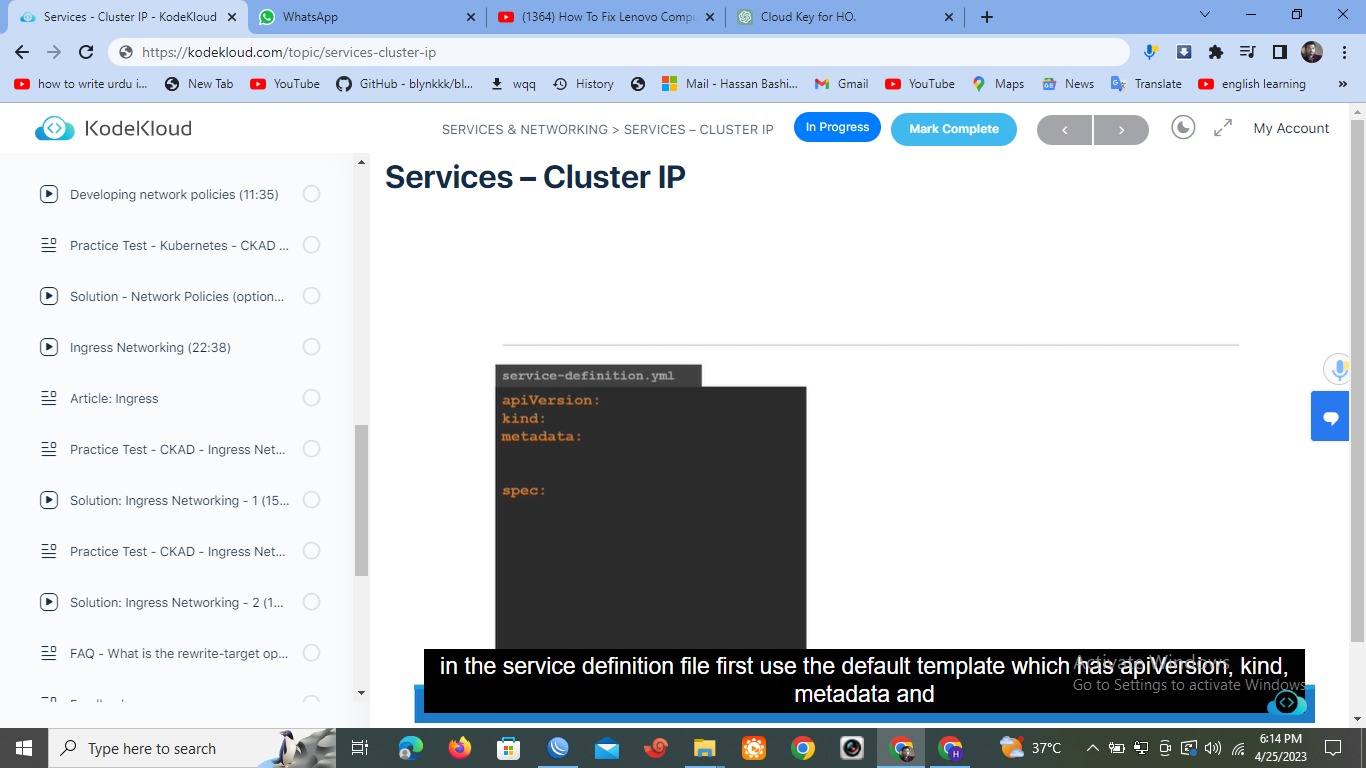 Services - Cluster IP - KodeKloud
WhatsApp
(1364) How To Fix Lenovo Compu
Cloud Key for HO.
https://kodekloud.com/topic/services-cluster-ip
how to write urdu i...
New Tab
YouTube
GitHub - blynkkk/bl...
wqq
History
Mail - Hassan Bashi...
Gmail
YouTube
Maps
News
Translate
english learning
»
KodeKloud
SERVICES & NETWORKING > SERVICES – CLUSTER IP
In Progress
Mark Complete
My Account
Developing network policies (11:35)
Practice Test - Kubernetes - CKAD ...
Solution - Network Policies (option...
Ingress Networking (22:38)
Article: Ingress
Practice Test - CKAD - Ingress Net...
Solution: Ingress Networking - 1 (15...
Practice Test - CKAD - Ingress Net...
Solution: Ingress Networking - 2 (1...
FAQ - What is the rewrite-target op...
Services – Cluster IP
service-definition.yml
apiVersion:
kind:
metadata:
spec:
in the service definition file first use the default template which has apiVersion, kind,
metadata and
Activate Windows
Go to Settings to activate Windows.
Type here to search
37°C
6:14 PM
4/25/2023